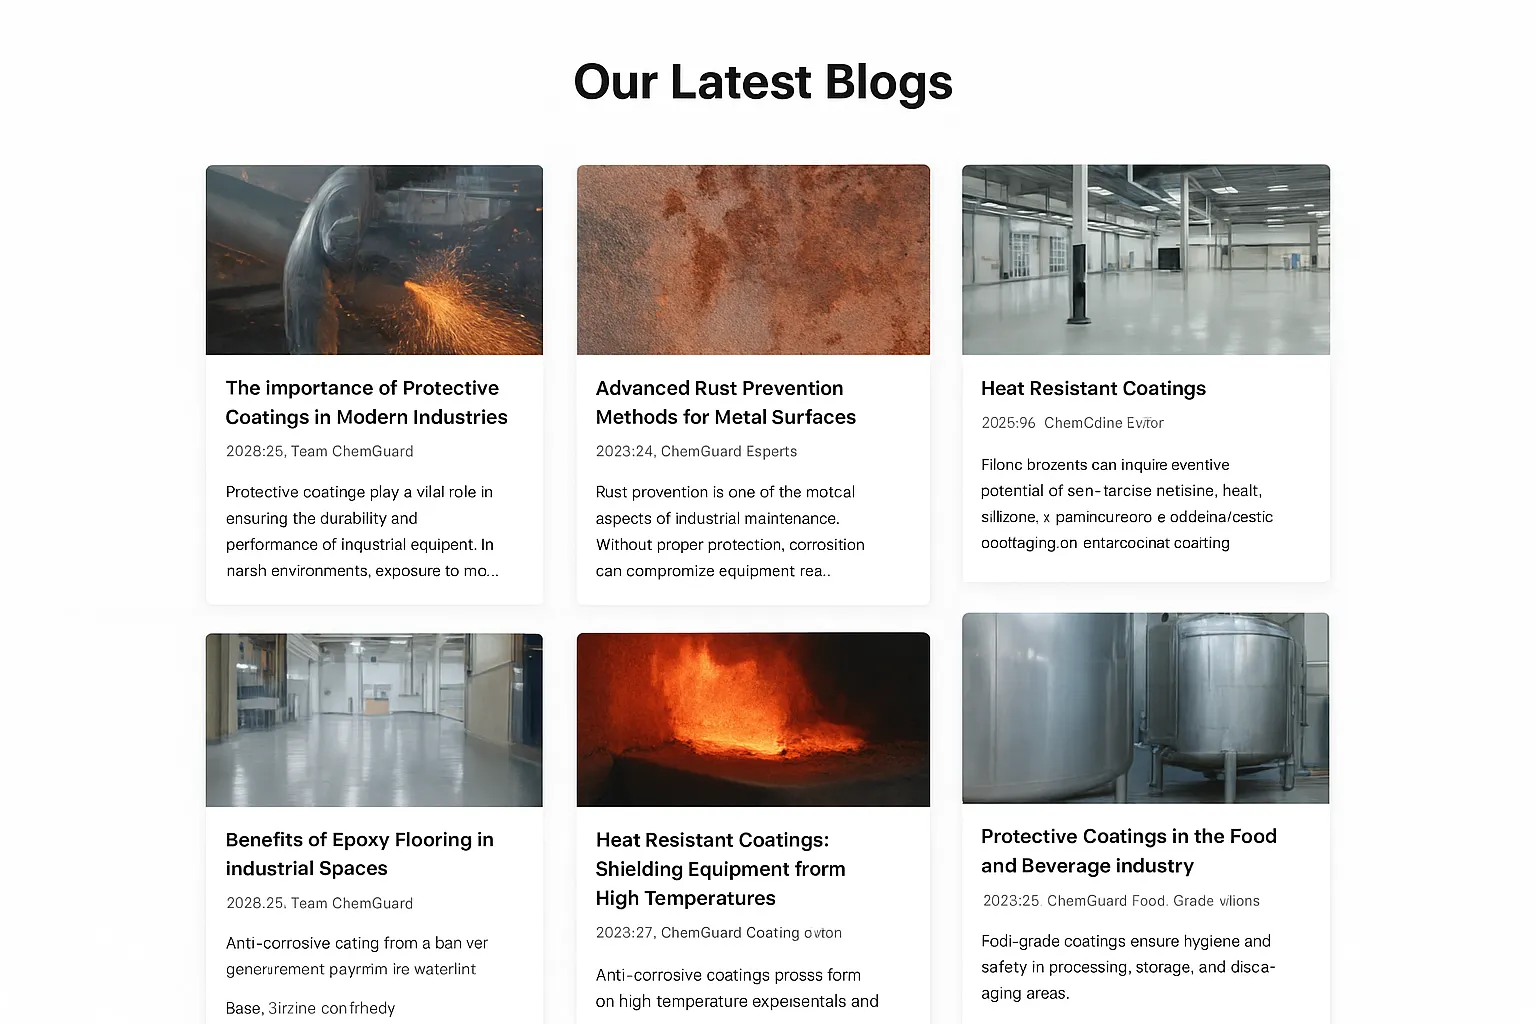 Our Latest Blogs
The importance of Protective
Coatings in Modern Industries
2028:25, Team ChemGuard
Protective coatinge play a vilal role in
ensuring the durability and
performance of inqustrial equipent. In
narsh environments, exposure to mo...
Advanced Rust Prevention
Methods for Metal Surfaces
2023:24, ChemGuard Esperts
Rust provention is one of the motcal
aspects of industrial maintenance.
Without proper protection, corrosition
can compromize equipment rea..
Heat Resistant Coatings
2025:96 ChemCdine
Filonc brozents can inquire eventive
potential of sen-tarcise netisine, healt,
sillizone, x pamincureoro e oddeina/cestic
ooottaging.on entarcocinat coarting
Benefits of Epoxy Flooring in
industrial Spaces
2028.25. Team ChemGuard
Anti-corrosive cating from a ban ver
generurement payrmim ire waterlint
Base, 3irzine confrhedy
Heat Resistant Coatings:
Shielding Equipment frorm
High Temperatures
2023:27, ChemGuard Coating
Anti-corrosive coatings prosss form
on high temperature expeisentals and
Protective Coatings in the Food
and Beverage industry
2023:25. ChemGuard Food. Grade
Fodi-grade coatings ensure hygiene and
safety in processing, storage, and disca-
aging areas.